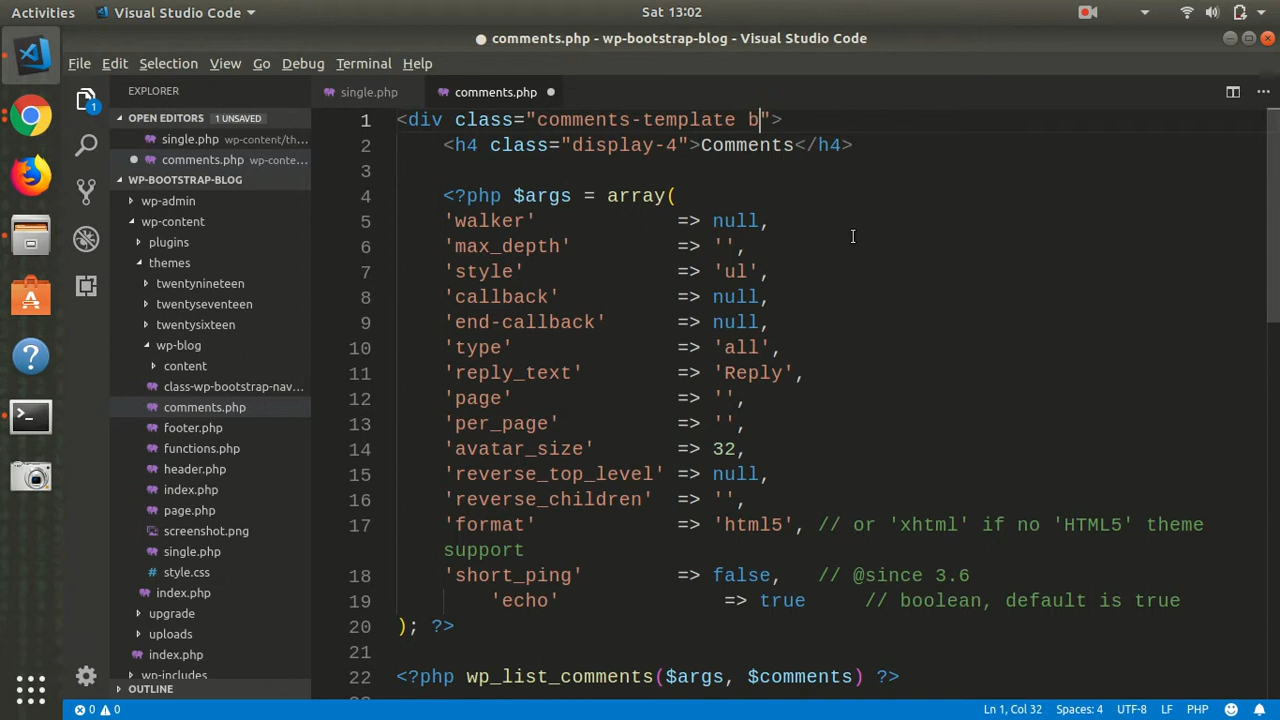 Activities
Visual Studio Code
Sat 13:02
● comments.php - wp-bootstrap-blog - Visual Studio Code
File Edit Selection View Go Debug Terminal Help
EXPLORER
OPEN EDITORS 1 UNSAVED
single.php wp-content/th...
comments.php wp-conte...
WP-BOOTSTRAP-BLOG
wp-admin
wp-content
plugins
themes
twentynineteen
twentyseventeen
twentysixteen
wp-blog
content
class-wp-bootstrap-nav...
comments.php
footer.php
functions.php
header.php
index.php
page.php
screenshot.png
single.php
style.css
index.php
upgrade
uploads
index.php
wp-includes
OUTLINE
1
single.php
comments.php
1 <div class="comments-template b">
2 <h4 class="display-4">Comments</h4>
3
4 <?php $args = array(
5 'walker' => null,
6 'max_depth' => '',
7 'style' => 'ul',
8 'callback' => null,
9 'end-callback' => null,
10 'type' => 'all',
11 'reply_text' => 'Reply',
12 'page' => '',
13 'per_page' => '',
14 'avatar_size' => 32,
15 'reverse_top_level' => null,
16 'reverse_children' => '',
17 'format' => 'html5', // or 'xhtml' if no 'HTML5' theme
support
18 'short_ping' => false, // @since 3.6
19 'echo' => true // boolean, default is true
20 ); ?>
21
22 <?php wp_list_comments($args, $comments) ?>
0 0
Ln 1, Col 32 Spaces: 4 UTF-8 LF PHP